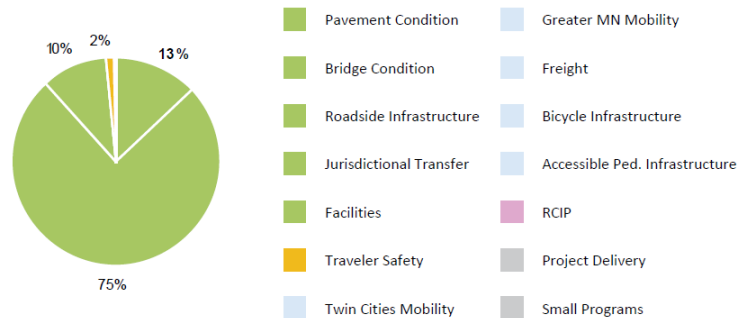 2%
10%
13%
75%
Pavement Condition
Bridge Condition
Roadside Infrastructure
Jurisdictional Transfer
Facilities
Traveler Safety
Twin Cities Mobility
Greater MN Mobility
Freight
Bicycle Infrastructure
Accessible Ped. Infrastructure
RCIP
Project Delivery
Small Programs